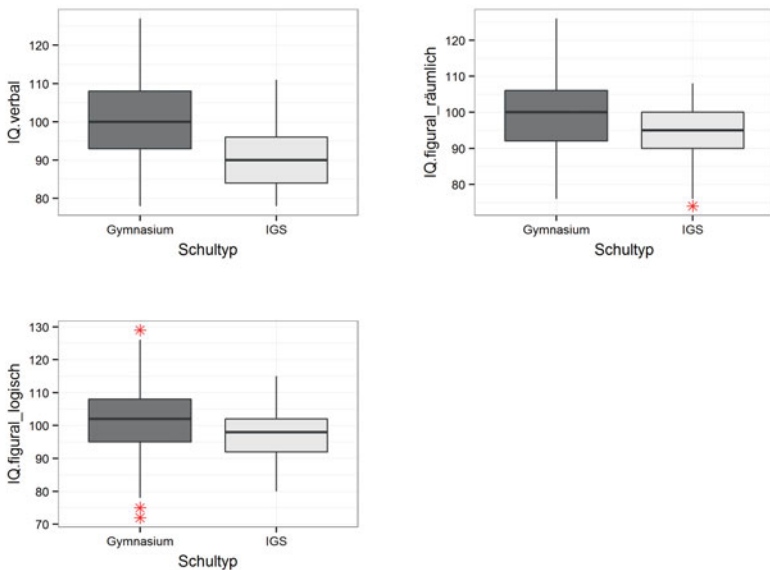 IQ.verbal
120
110
100
90
80
Gymnasium
IGS
Schultyp
IQ.figural_räumlich
120
110
100
90
80
Gymnasium
IGS
Schultyp
IQ.figural_logisch
130
120
110
100
90
80
70
Gymnasium
IGS
Schultyp